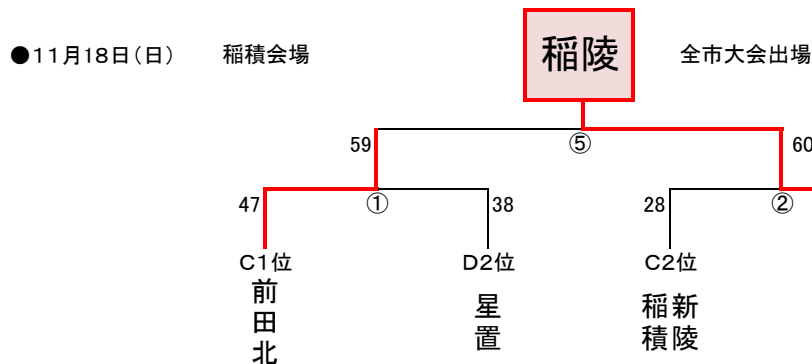 ●11月18日(日) 稲積会場 稲陵 全市大会出場
59 ⑤ 60
47 ① 38 28 ②
C1位 D2位 C2位
前田北 星置 稲積 新陵